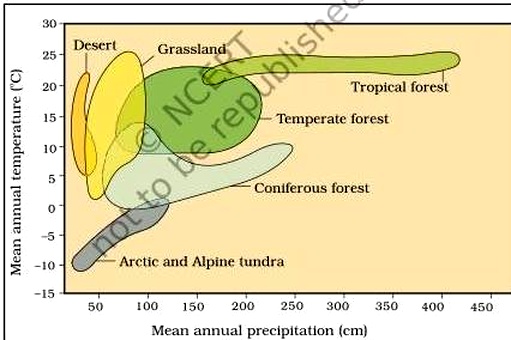 30
25
20
15
10
5
0
−5
−10
−15
Mean annual temperature (°C)
Desert
Grassland
Tropical forest
Temperate forest
Coniferous forest
Arctic and Alpine tundra
© NCERT
not to be republished
50 100 150 200 250 300 350 400 450
Mean annual precipitation (cm)